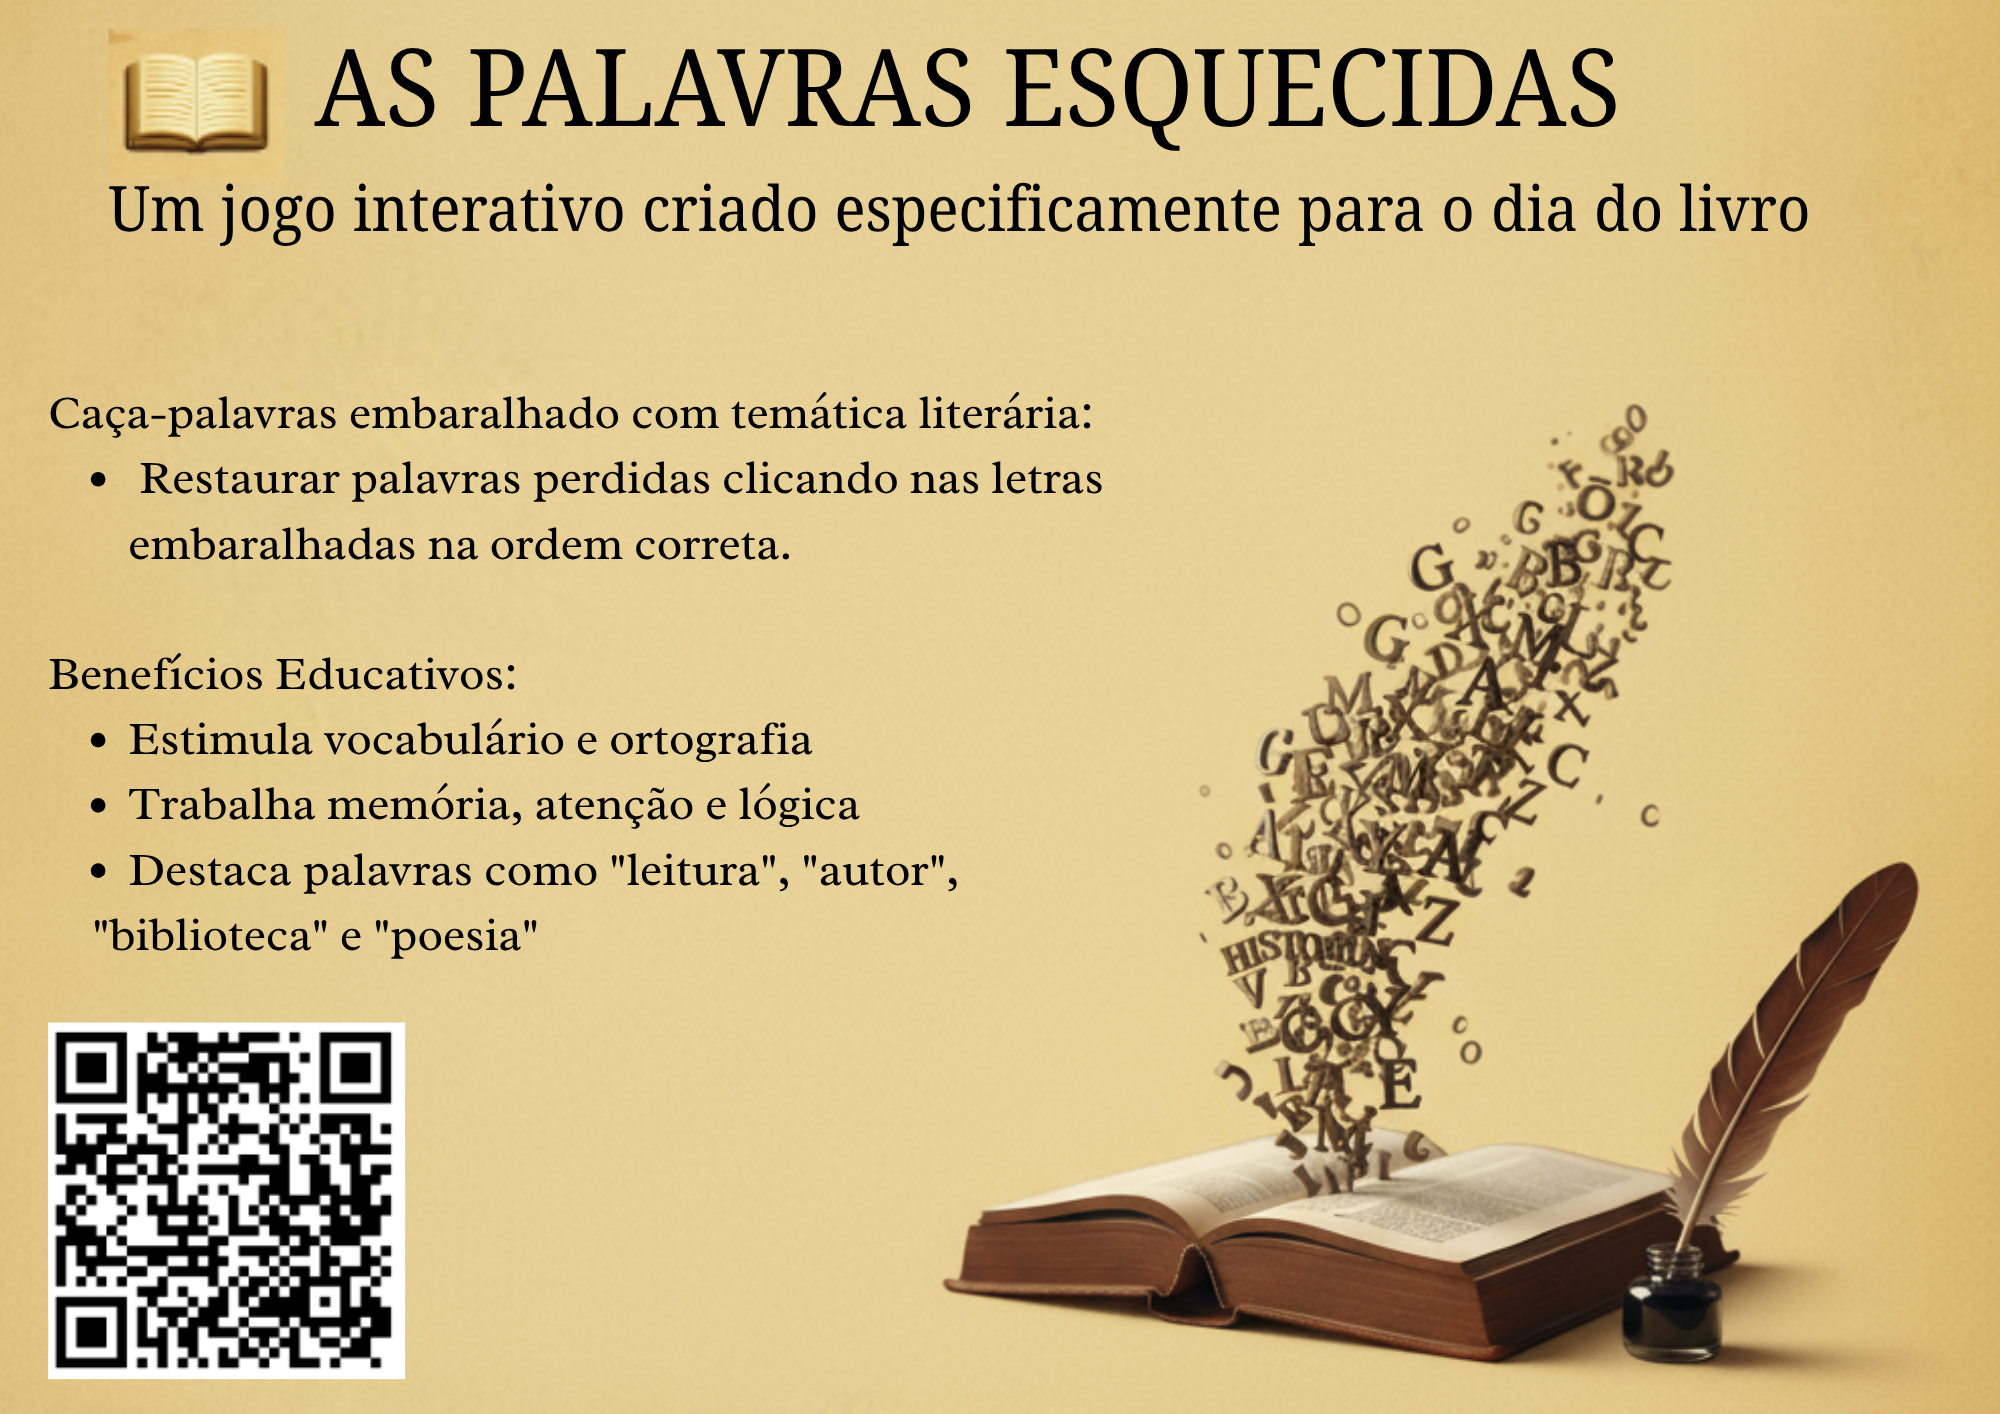 AS PALAVRAS ESQUECIDAS
Um jogo interativo criado especificamente para o dia do livro
Caça-palavras embaralhado com temática literária:
• Restaurar palavras perdidas clicando nas letras
embaralhadas na ordem correta.
Benefícios Educativos:
• Estimula vocabulário e ortografia
• Trabalha memória, atenção e lógica
• Destaca palavras como "leitura", "autor",
"biblioteca" e "poesia"